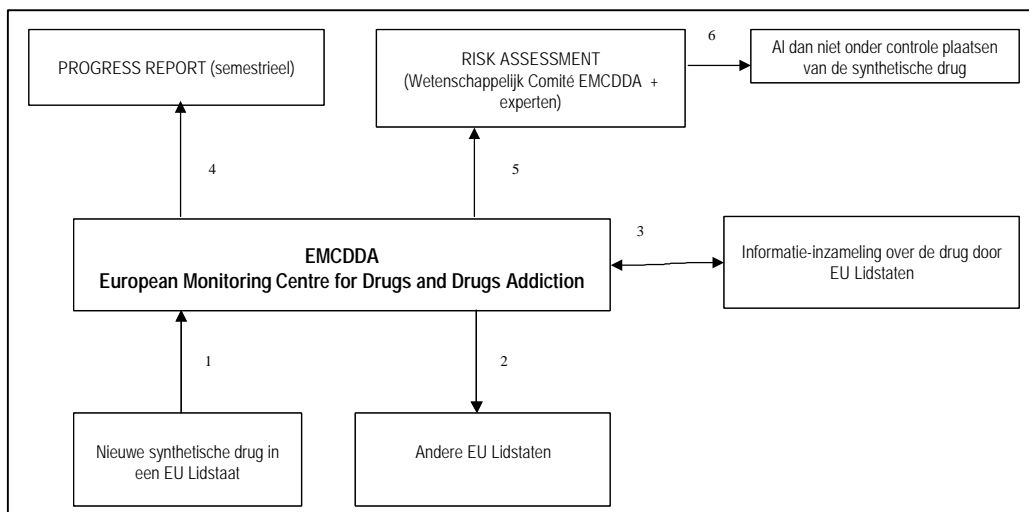 PROGRESS REPORT (semestrieel)
RISK ASSESSMENT
(Wetenschappelijk Comité EMCDDA +
experten)
6
Al dan niet onder controle plaatsen
van de synthetische drug
4
5
EMCDDA
European Monitoring Centre for Drugs and Drugs Addiction
3
Informatie-inzameling over de drug door
EU Lidstaten
1
2
Nieuwe synthetische drug in
een EU Lidstaat
Andere EU Lidstaten